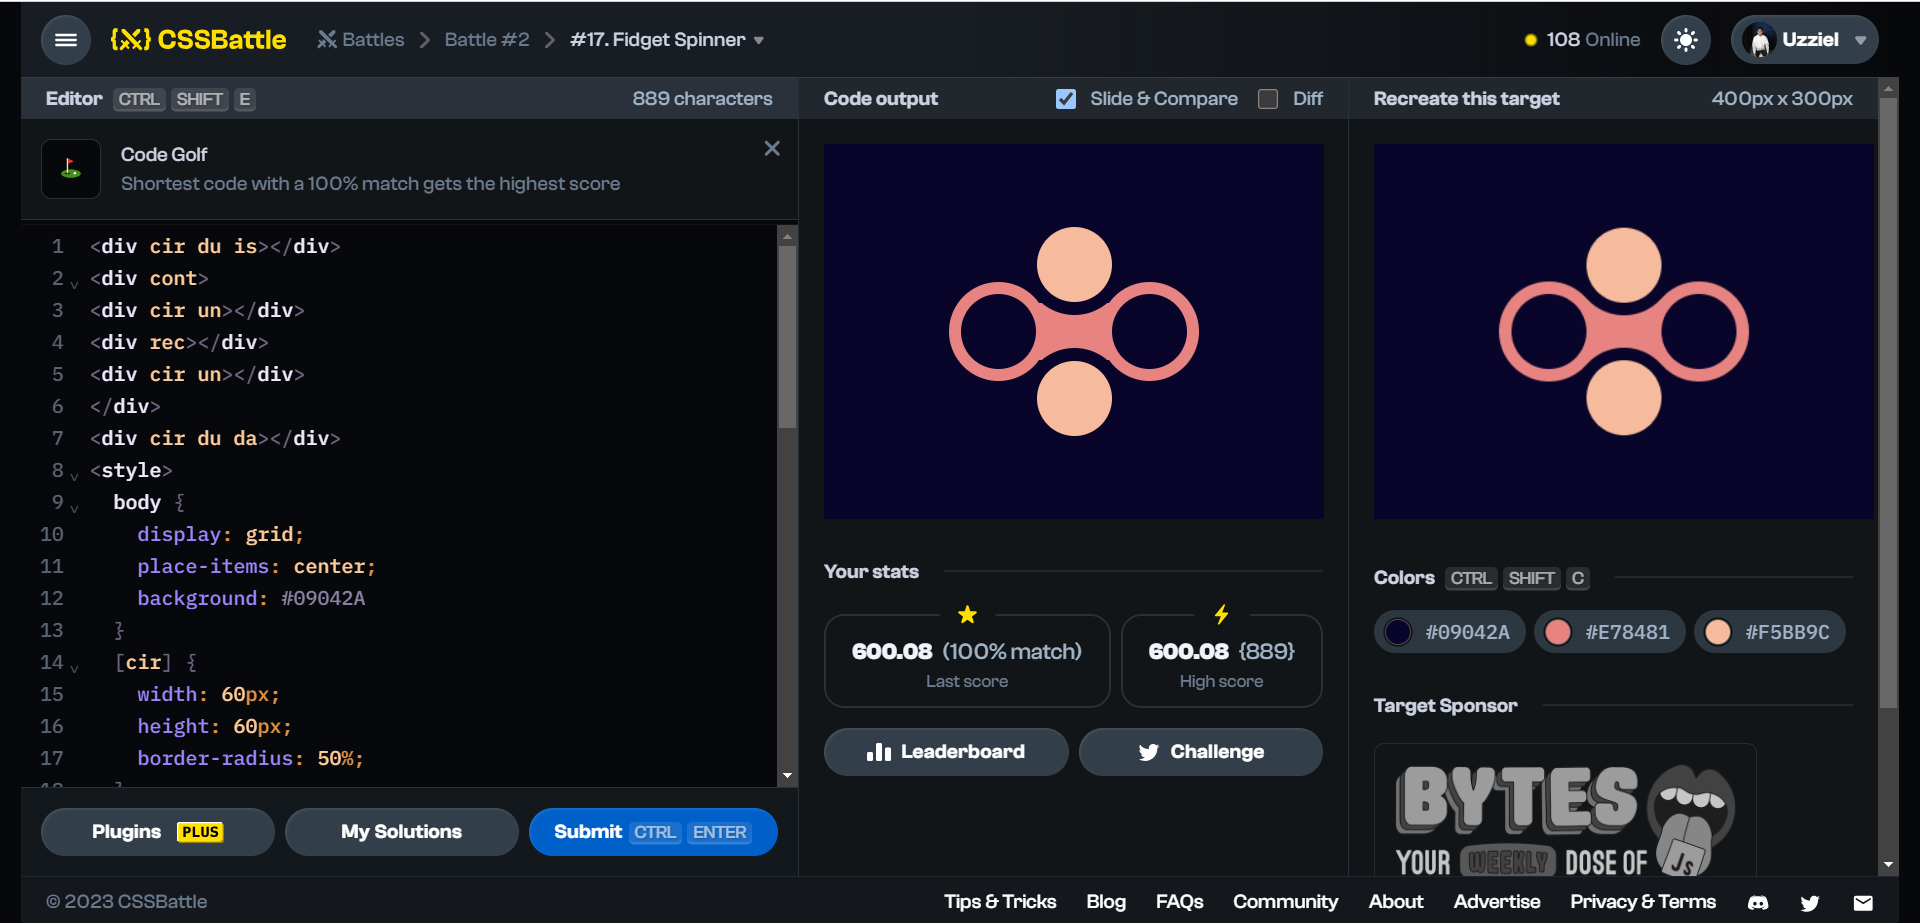 {X} CSSBattle
Battles
Battle #2
#17. Fidget Spinner
108 Online
Uzziel
Editor CTRL SHIFT E
889 characters
Code Golf
Shortest code with a 100% match gets the highest score
1 <div cir du is></div>
2 <div cont>
3 <div cir un></div>
4 <div rec></div>
5 <div cir un></div>
6 </div>
7 <div cir du da></div>
8 <style>
9 body {
10 display: grid;
11 place-items: center;
12 background: #09042A
13 }
14 [cir] {
15 width: 60px;
16 height: 60px;
17 border-radius: 50%;
Plugins PLUS
My Solutions
Submit CTRL ENTER
Code output
Slide & Compare
Diff
Your stats
600.08 (100% match)
Last score
600.08 {889}
High score
Leaderboard
Challenge
Recreate this target
400px x 300px
Colors CTRL SHIFT C
#09042A
#E78481
#F5BB9C
Target Sponsor
BYTES
YOUR WEEKLY DOSE OF
JS
© 2023 CSSBattle
Tips & Tricks
Blog
FAQs
Community
About
Advertise
Privacy & Terms